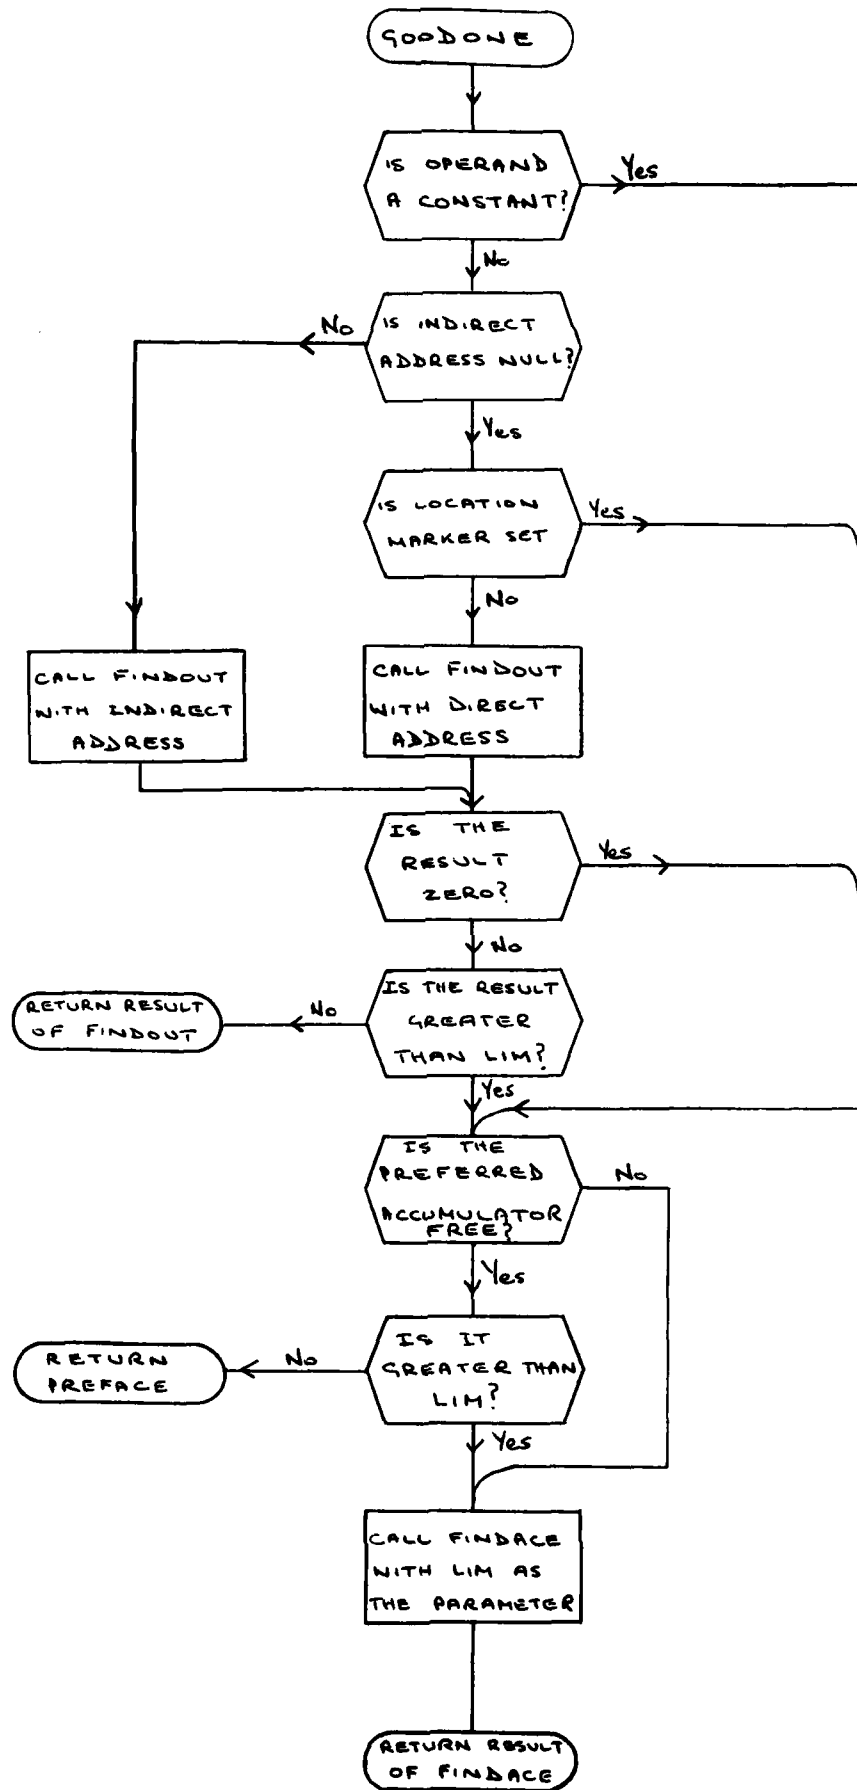 GOODONE
IS OPERAND
A CONSTANT?
Yes
No
IS INDIRECT
ADDRESS NULL?
No
Yes
IS LOCATION
MARKER SET
Yes
No
CALL FINDOUT
WITH INDIRECT
ADDRESS
CALL FINDOUT
WITH DIRECT
ADDRESS
IS THE
RESULT
ZERO?
Yes
No
IS THE RESULT
GREATER
THAN LIM?
No
RETURN RESULT
OF FINDOUT
Yes
IS THE
PREFERRED
ACCUMULATOR
FREE?
No
Yes
IS IT
GREATER THAN
LIM?
No
RETURN
PREFACE
Yes
CALL FINDACE
WITH LIM AS
THE PARAMETER
RETURN RESULT
OF FINDACE